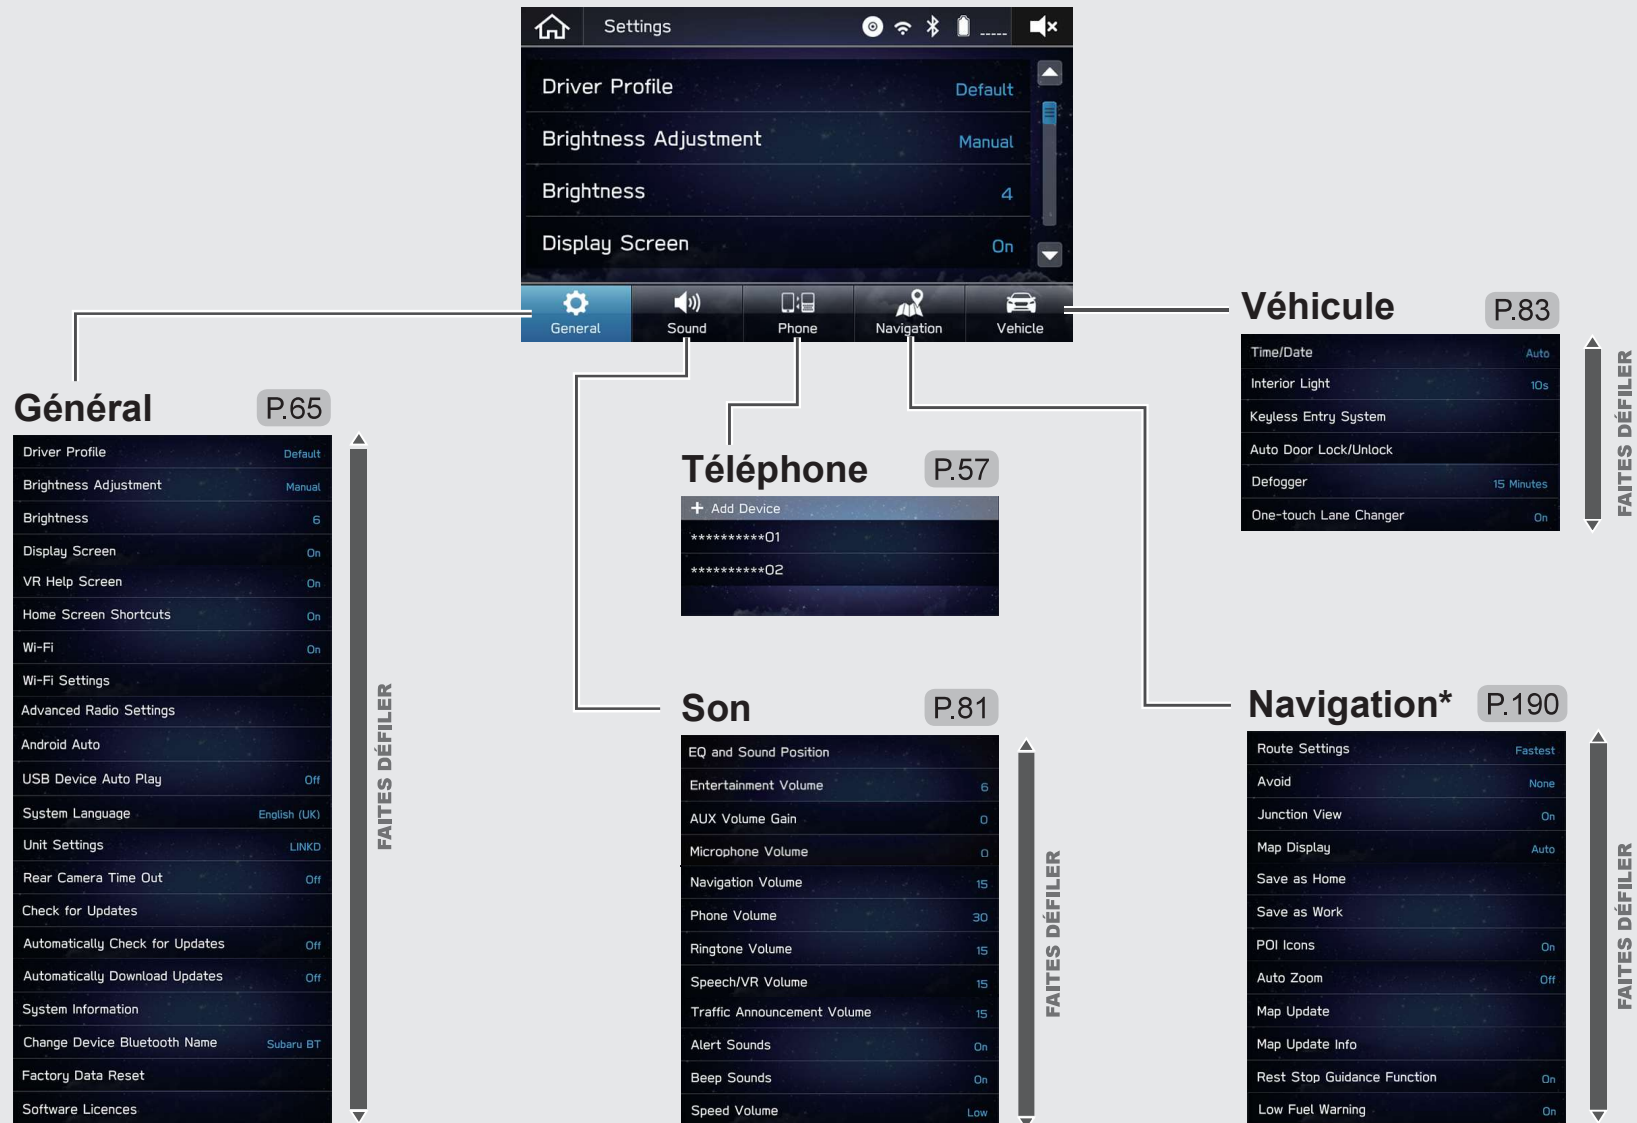 Settings -----
Driver Profile Default
Brightness Adjustment Manual
Brightness 4
Display Screen On
General Sound Phone Navigation Vehicle
Général P.65
Driver Profile Default
Brightness Adjustment Manual
Brightness 6
Display Screen On
VR Help Screen On
Home Screen Shortcuts On
Wi-Fi On
Wi-Fi Settings
Advanced Radio Settings
Android Auto
USB Device Auto Play Off
System Language English (UK)
Unit Settings LINKD
Rear Camera Time Out Off
Check for Updates
Automatically Check for Updates Off
Automatically Download Updates Off
System Information
Change Device Bluetooth Name Subaru BT
Factory Data Reset
Software Licences
FAITES DÉFILER
Téléphone P.57
+ Add Device
**********01
**********02
Son P.81
EQ and Sound Position
Entertainment Volume 6
AUX Volume Gain 0
Microphone Volume 0
Navigation Volume 15
Phone Volume 30
Ringtone Volume 15
Speech/VR Volume 15
Traffic Announcement Volume 15
Alert Sounds On
Beep Sounds On
Speed Volume Low
FAITES DÉFILER
Véhicule P.83
Time/Date Auto
Interior Light 10s
Keyless Entry System
Auto Door Lock/Unlock
Defogger 15 Minutes
One-touch Lane Changer On
FAITES DÉFILER
Navigation* P.190
Route Settings Fastest
Avoid None
Junction View On
Map Display Auto
Save as Home
Save as Work
POI Icons On
Auto Zoom Off
Map Update
Map Update Info
Rest Stop Guidance Function On
Low Fuel Warning On
FAITES DÉFILER